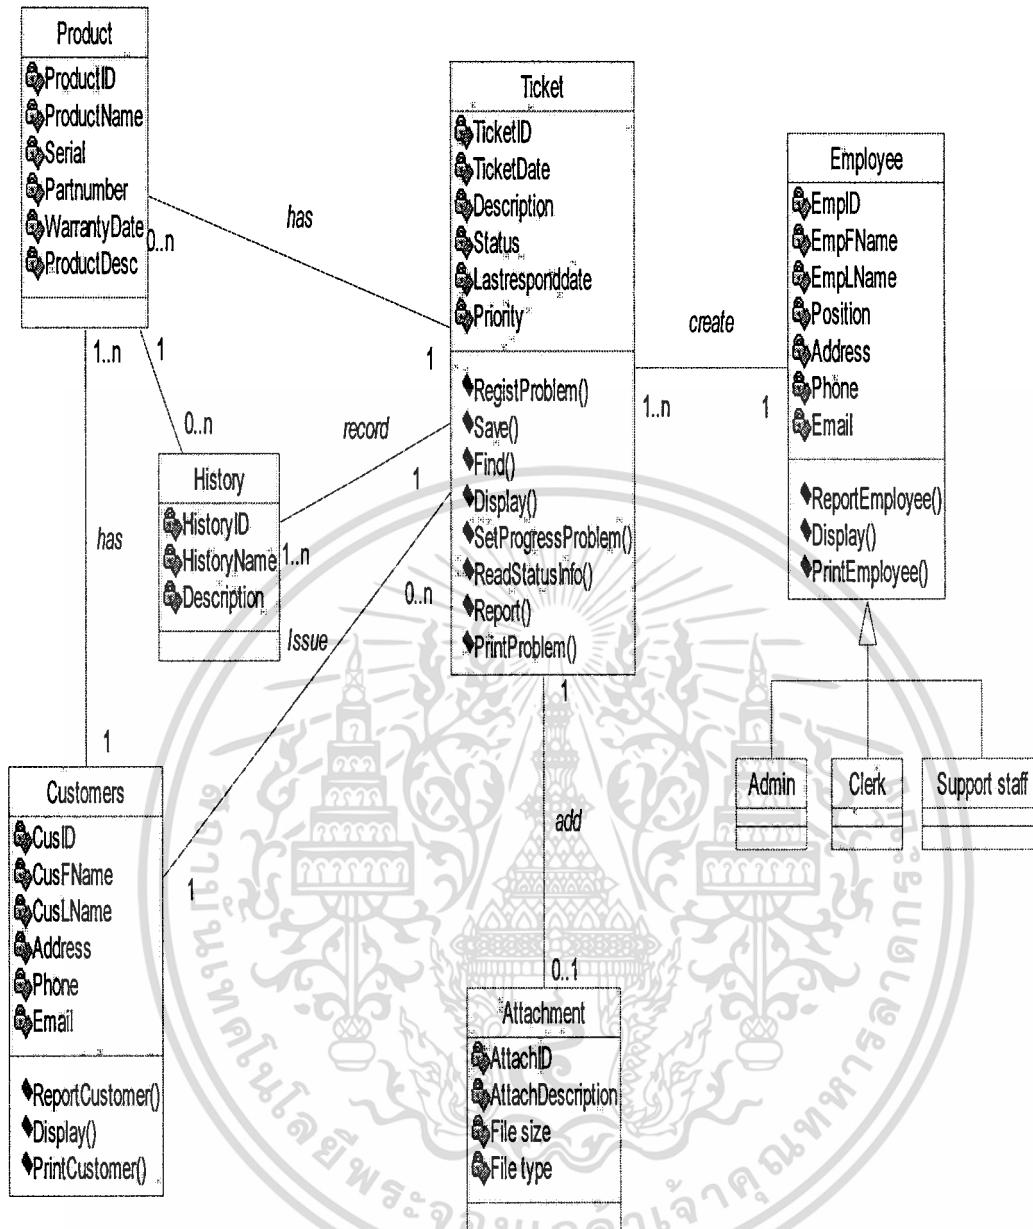 Product
ProductID
ProductName
Serial
Partnumber
WarrantyDate
ProductDesc
0..n
has
1
Ticket
TicketID
TicketDate
Description
Status
Lastresponddate
Priority
RegistProblem()
Save()
Find()
Display()
SetProgressProblem()
ReadStatusInfo()
Report()
PrintProblem()
create
1..n
1
Employee
EmpID
EmpFName
EmpLName
Position
Address
Phone
Email
ReportEmployee()
Display()
PrintEmployee()
1..n
1
0..n
record
1
1..n
History
HistoryID
HistoryName
Description
has
1
Issue
0..n
1
Customers
CusID
CusFName
CusLName
Address
Phone
Email
ReportCustomer()
Display()
PrintCustomer()
1
add
0..1
Attachment
AttachID
AttachDescription
File size
File type
Admin
Clerk
Support staff